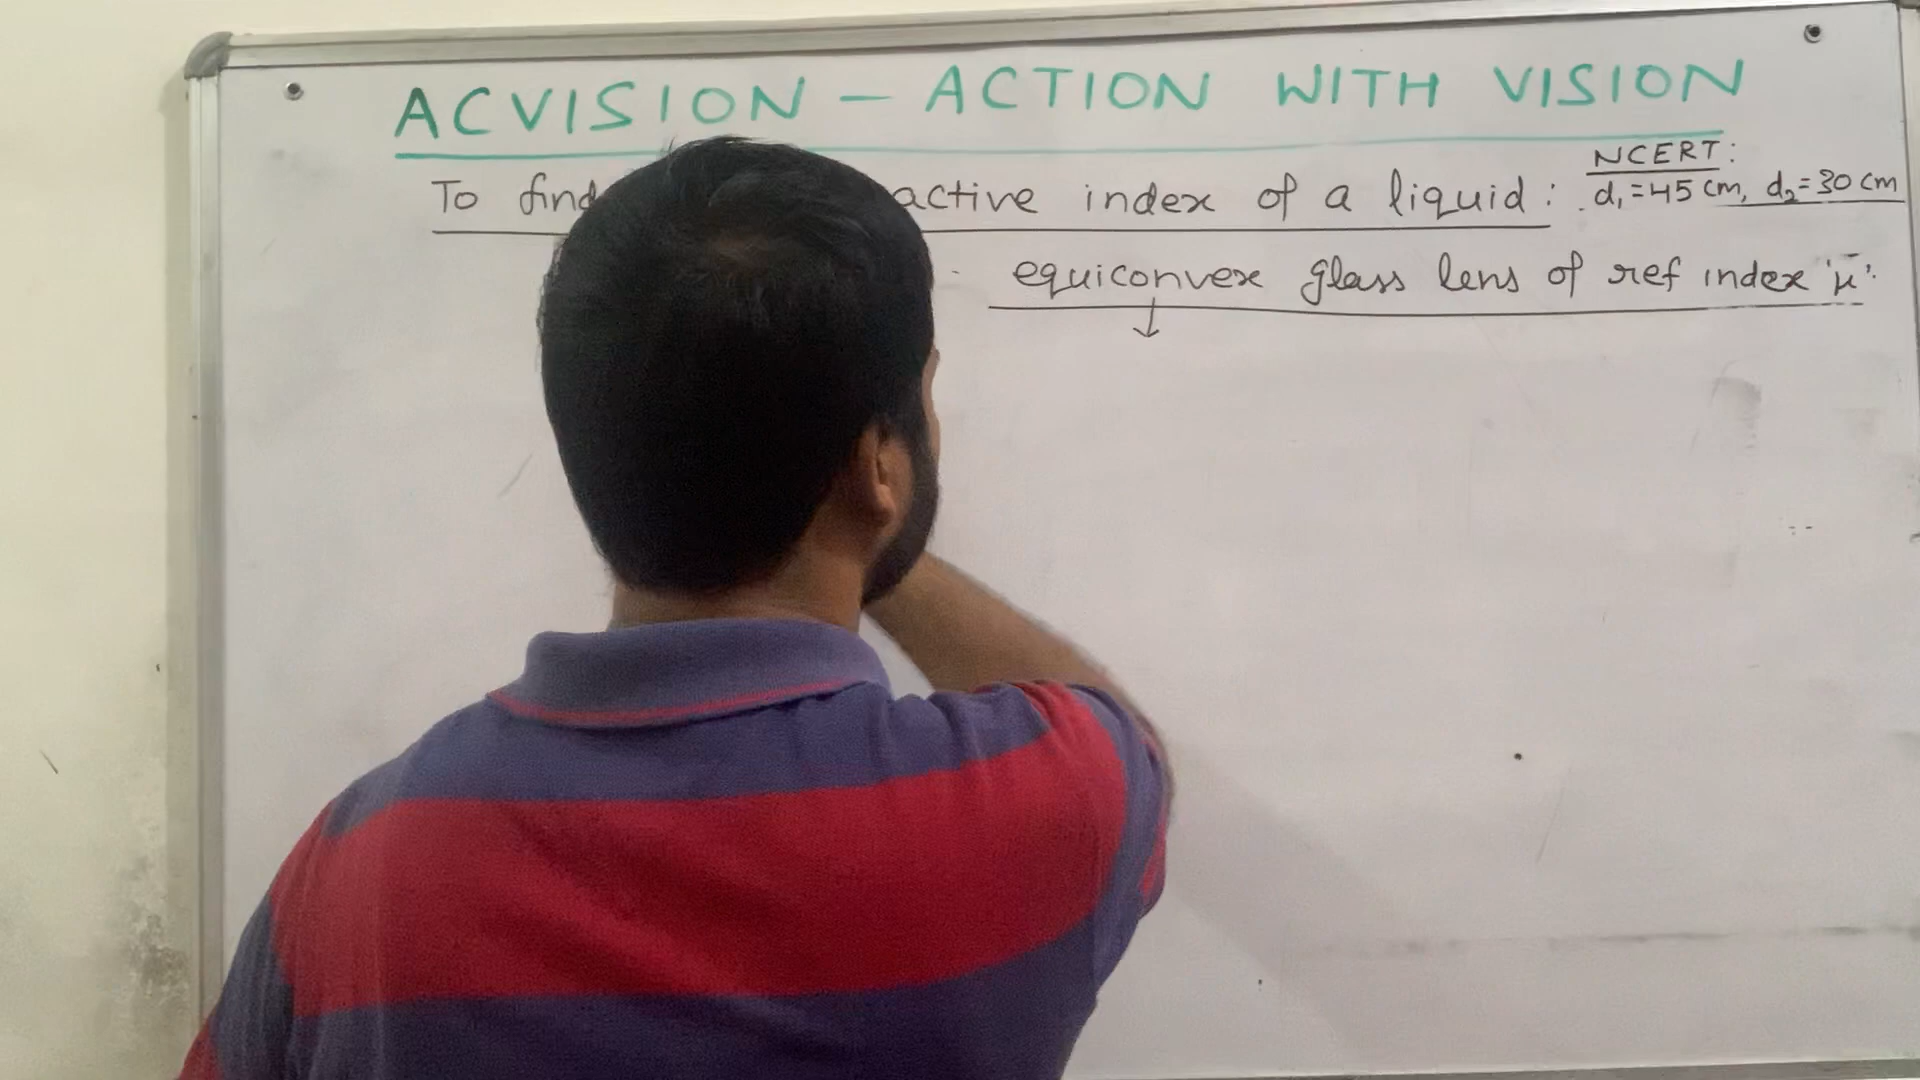 ACVISION - ACTION WITH VISION
NCERT:
To find active index of a liquid:
d₁=45 cm, d₂=30 cm
equiconvex glass lens of ref index 'μ'.